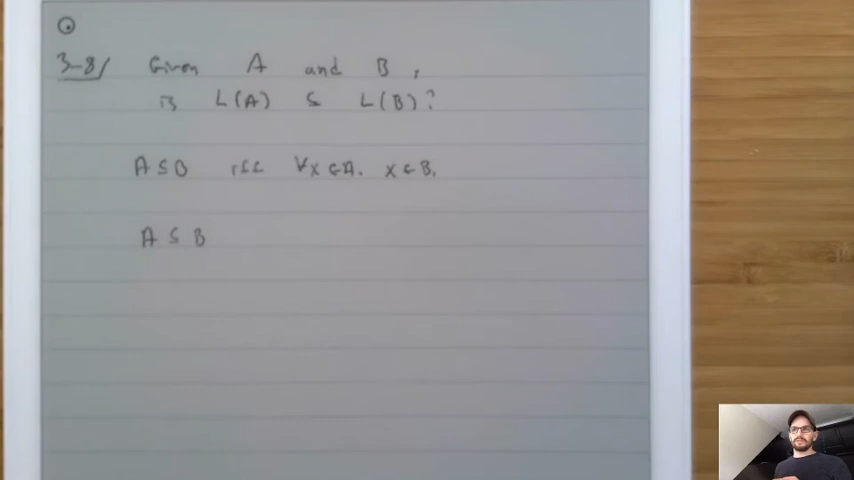 3-8/ Given A and B,
is L(A) ⊆ L(B)?
A ⊆ B iff ∀x∈A. x∈B.
A ⊆ B